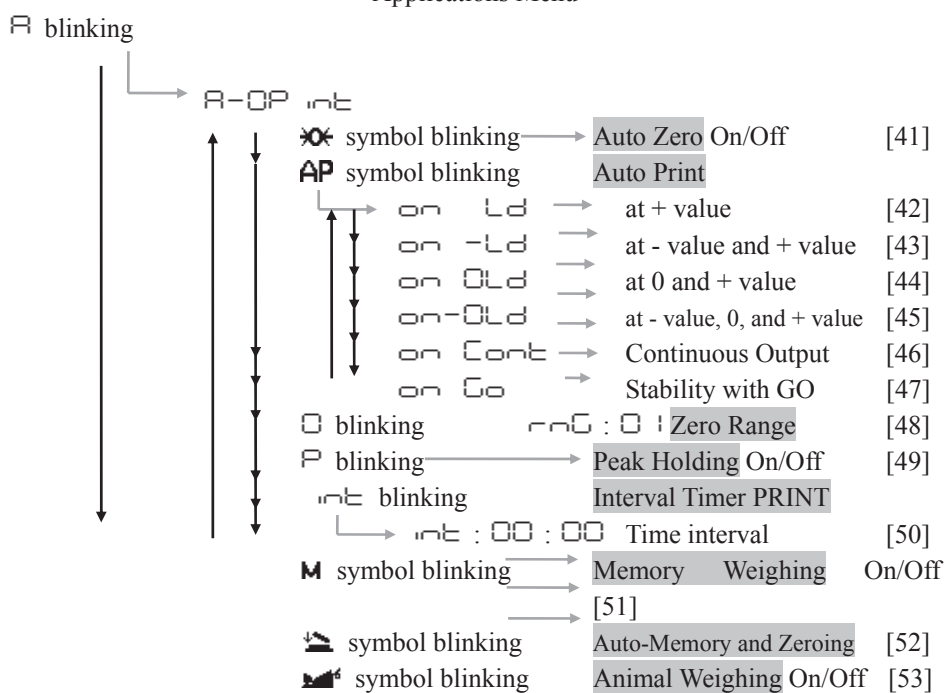 Applications Menu
A blinking
A-OP int
symbol blinking Auto Zero On/Off [41]
AP symbol blinking Auto Print
on Ld at + value [42]
on -Ld at - value and + value [43]
on 0Ld at 0 and + value [44]
on-0Ld at - value, 0, and + value [45]
on Cont Continuous Output [46]
on Go Stability with GO [47]
0 blinking rnG : 0 1 Zero Range [48]
P blinking Peak Holding On/Off [49]
int blinking Interval Timer PRINT
int : 00 : 00 Time interval [50]
M symbol blinking Memory Weighing On/Off
[51]
symbol blinking Auto-Memory and Zeroing [52]
symbol blinking Animal Weighing On/Off [53]